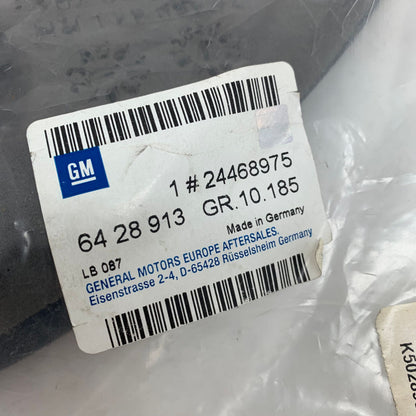 GM
1 # 24468975
64 28 913 GR.10.185
Made in Germany
LB 087
GENERAL MOTORS EUROPE AFTERSALES.
Eisenstrasse 2-4, D-65428 Rüsselsheim Germany